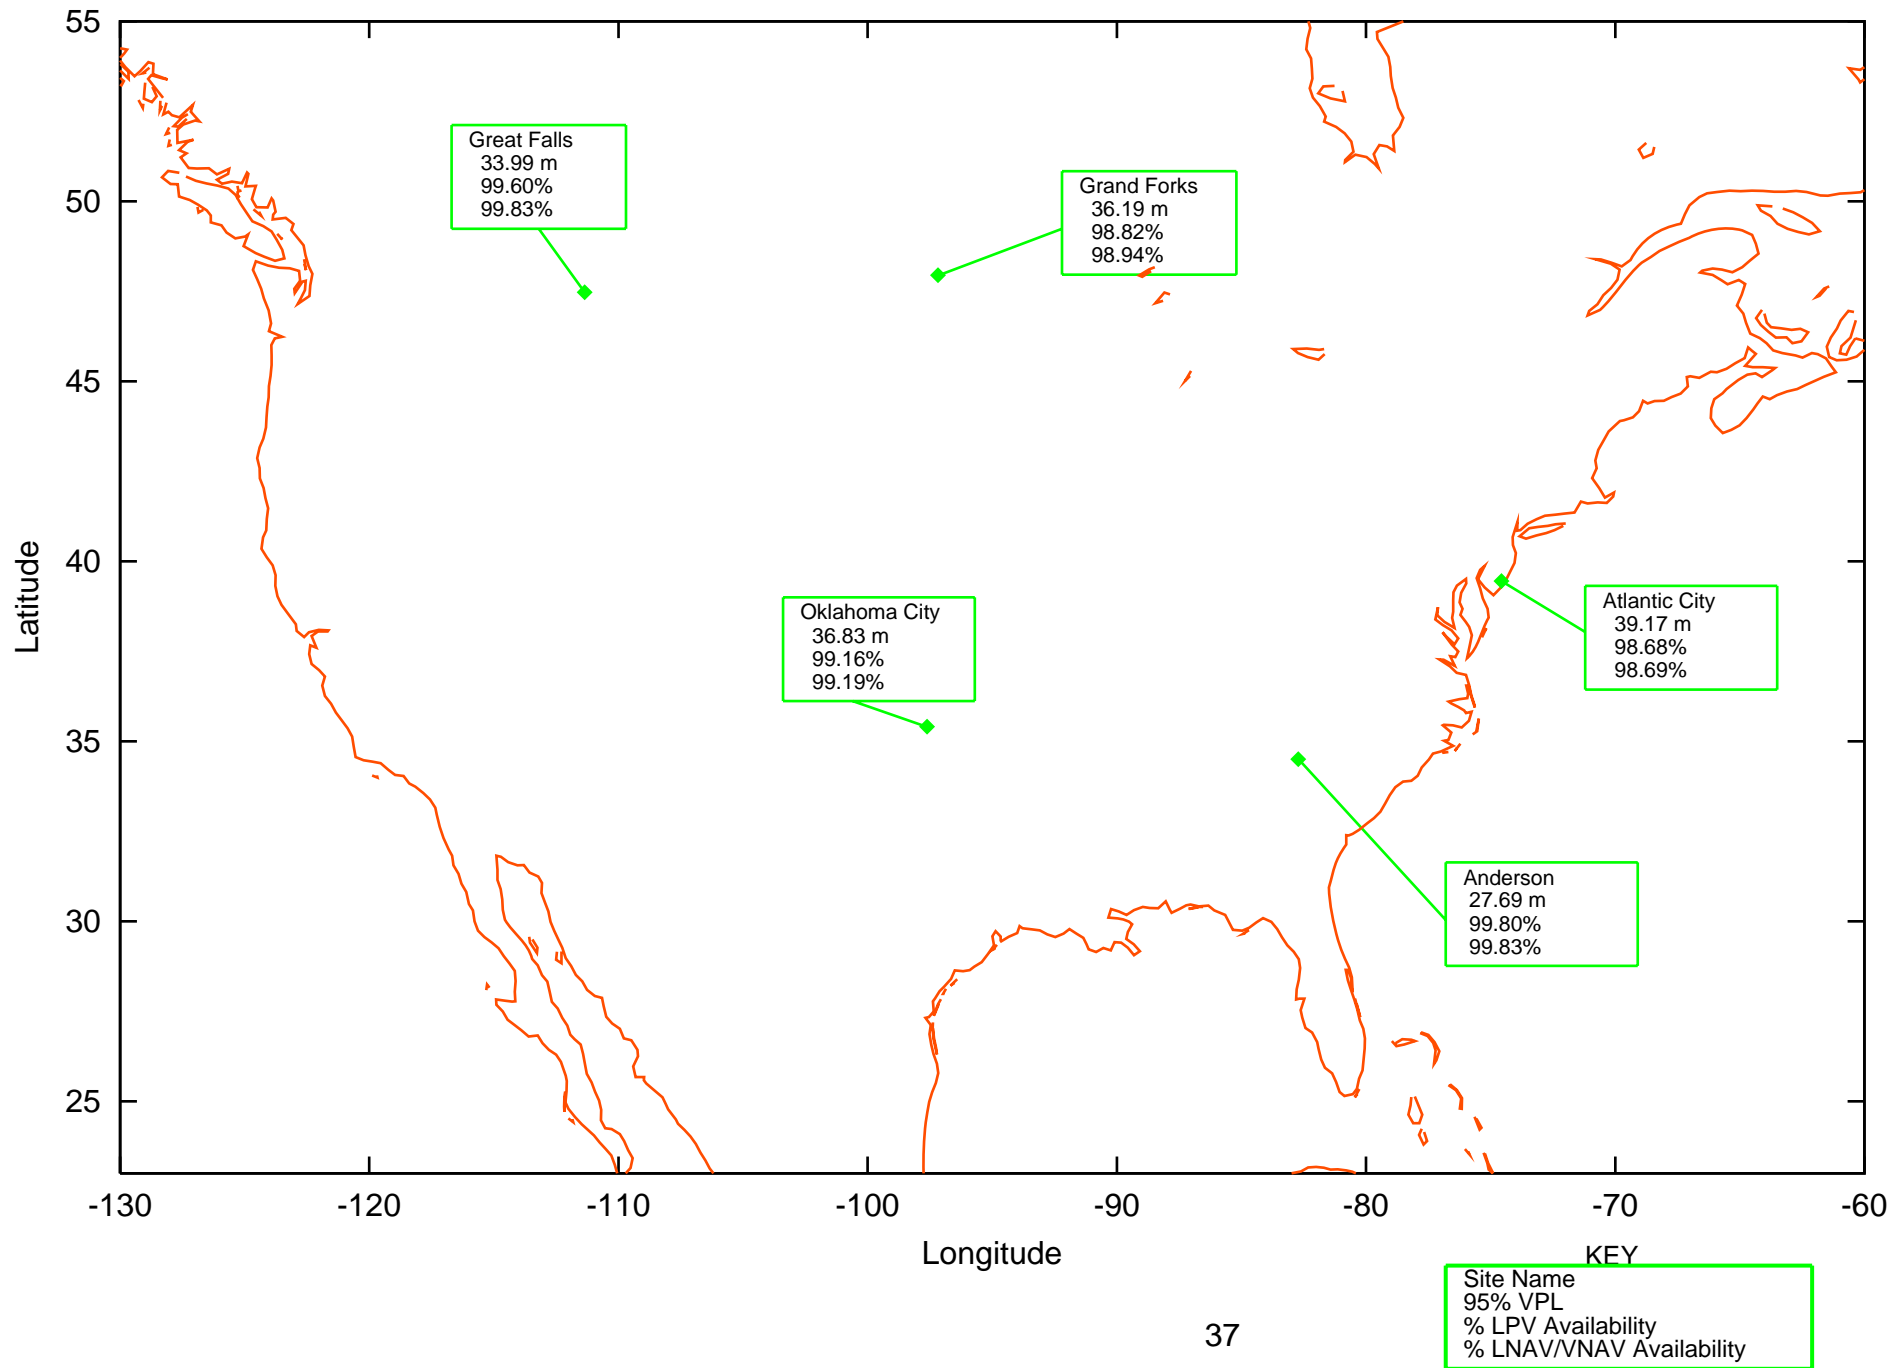 55
50
45
40
35
30
25
Latitude
Great Falls
33.99 m
99.60%
99.83%
Grand Forks
36.19 m
98.82%
98.94%
Oklahoma City
36.83 m
99.16%
99.19%
Atlantic City
39.17 m
98.68%
98.69%
Anderson
27.69 m
99.80%
99.83%
-130 -120 -110 -100 -90 -80 -70 -60
Longitude
KEY
Site Name
95% VPL
% LPV Availability
% LNAV/VNAV Availability
37